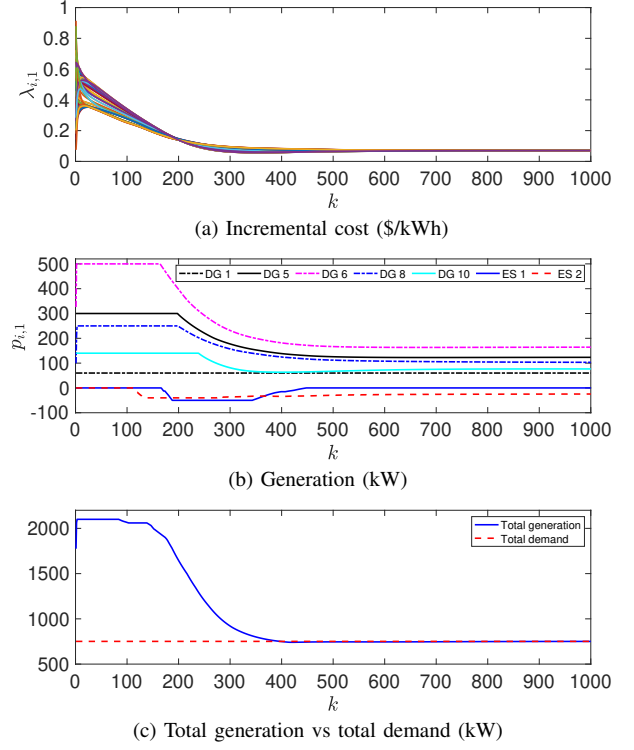 1
0.8
0.6
0.4
0.2
0
λ_{i,1}
0 100 200 300 400 500 600 700 800 900 1000
k
(a) Incremental cost ($/kWh)
500
400
300
200
100
0
-100
p_{i,1}
DG 1 DG 5 DG 6 DG 8 DG 10 ES 1 ES 2
0 100 200 300 400 500 600 700 800 900 1000
k
(b) Generation (kW)
2000
1500
1000
500
Total generation
Total demand
0 100 200 300 400 500 600 700 800 900 1000
k
(c) Total generation vs total demand (kW)